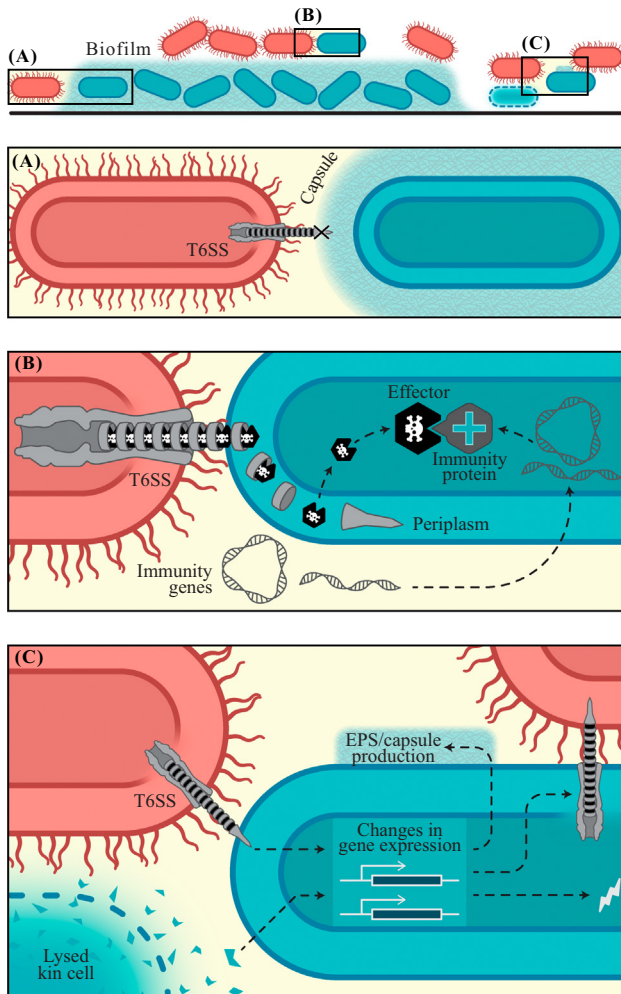 (B)
Biofilm
(C)
(A)
(A)
Capsule
T6SS
(B)
Effector
Immunity
protein
T6SS
Periplasm
Immunity
genes
(C)
EPS/capsule
production
T6SS
Changes in
gene expression
Lysed
kin cell